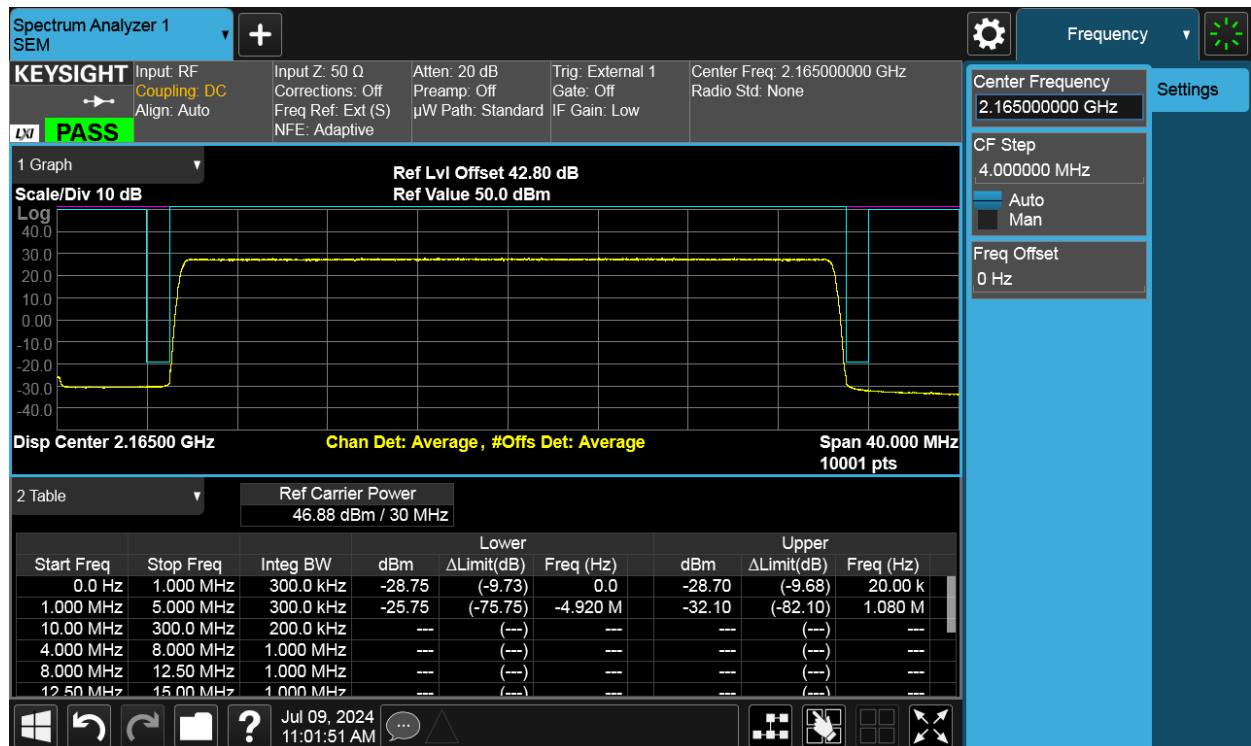 Spectrum Analyzer 1
SEM
+
Frequency
KEYSIGHT
LXI PASS
Input: RF
Coupling: DC
Align: Auto
Input Z: 50 Ω
Corrections: Off
Freq Ref: Ext (S)
NFE: Adaptive
Atten: 20 dB
Preamp: Off
µW Path: Standard
Trig: External 1
Gate: Off
IF Gain: Low
Center Freq: 2.165000000 GHz
Radio Std: None
Center Frequency
2.165000000 GHz
Settings
CF Step
4.000000 MHz
Auto
Man
Freq Offset
0 Hz
1 Graph
Scale/Div 10 dB
Ref Lvl Offset 42.80 dB
Ref Value 50.0 dBm
Log
40.0
30.0
20.0
10.0
0.00
-10.0
-20.0
-30.0
-40.0
Disp Center 2.16500 GHz
Chan Det: Average , #Offs Det: Average
Span 40.000 MHz
10001 pts
2 Table
Ref Carrier Power
46.88 dBm / 30 MHz
Lower Upper
Start Freq Stop Freq Integ BW dBm ΔLimit(dB) Freq (Hz) dBm ΔLimit(dB) Freq (Hz)
0.0 Hz 1.000 MHz 300.0 kHz -28.75 (-9.73) 0.0 -28.70 (-9.68) 20.00 k
1.000 MHz 5.000 MHz 300.0 kHz -25.75 (-75.75) -4.920 M -32.10 (-82.10) 1.080 M
10.00 MHz 300.0 MHz 200.0 kHz --- (---) --- --- (---) ---
4.000 MHz 8.000 MHz 1.000 MHz --- (---) --- --- (---) ---
8.000 MHz 12.50 MHz 1.000 MHz --- (---) --- --- (---) ---
12.50 MHz 15.00 MHz 1.000 MHz --- (---) --- --- (---) ---
?
Jul 09, 2024
11:01:51 AM